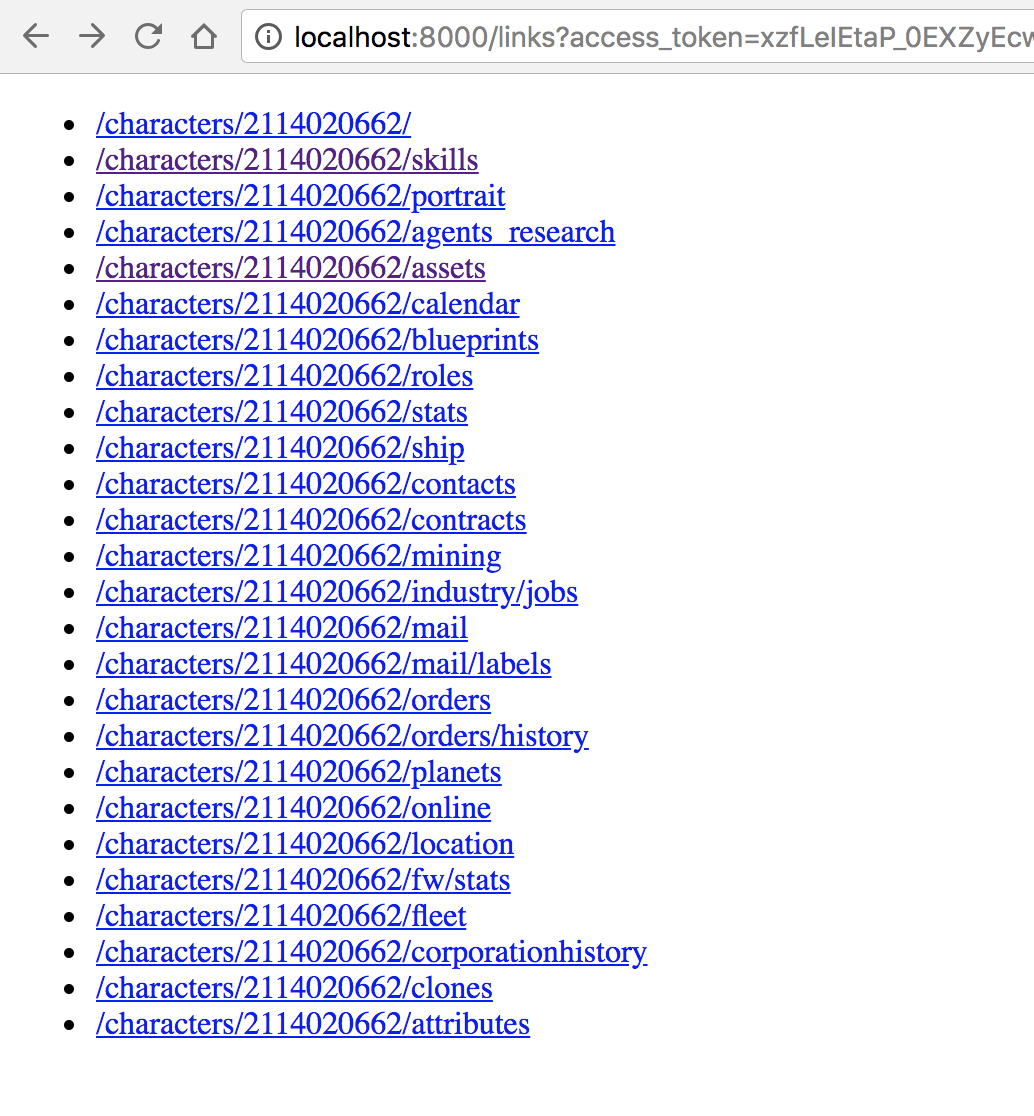 localhost:8000/links?access_token=xzfLeIEtaP_0EXZyEcw
/characters/2114020662/
/characters/2114020662/skills
/characters/2114020662/portrait
/characters/2114020662/agents_research
/characters/2114020662/assets
/characters/2114020662/calendar
/characters/2114020662/blueprints
/characters/2114020662/roles
/characters/2114020662/stats
/characters/2114020662/ship
/characters/2114020662/contacts
/characters/2114020662/contracts
/characters/2114020662/mining
/characters/2114020662/industry/jobs
/characters/2114020662/mail
/characters/2114020662/mail/labels
/characters/2114020662/orders
/characters/2114020662/orders/history
/characters/2114020662/planets
/characters/2114020662/online
/characters/2114020662/location
/characters/2114020662/fw/stats
/characters/2114020662/fleet
/characters/2114020662/corporationhistory
/characters/2114020662/clones
/characters/2114020662/attributes